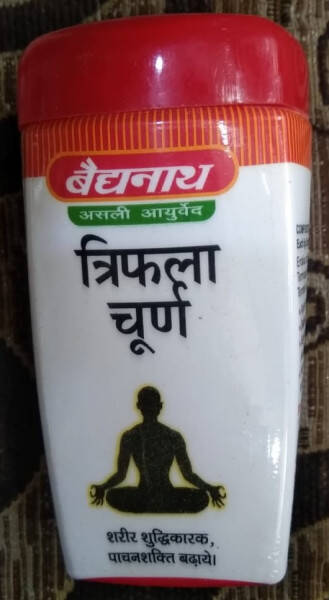 बैद्यनाथ
असली आयुर्वेद
त्रिफला
चूर्ण
शरीर शुद्धिकारक,
पाचनशक्ति बढ़ाये।